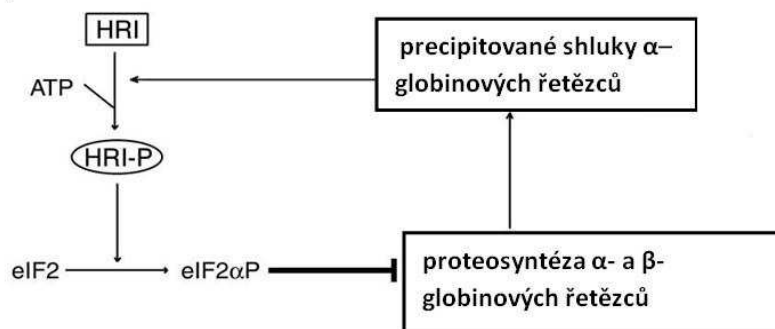 HRI
precipitované shluky α–
globinových řetězců
ATP
HRI-P
eIF2
eIF2αP
proteosyntéza α- a β-
globinových řetězců